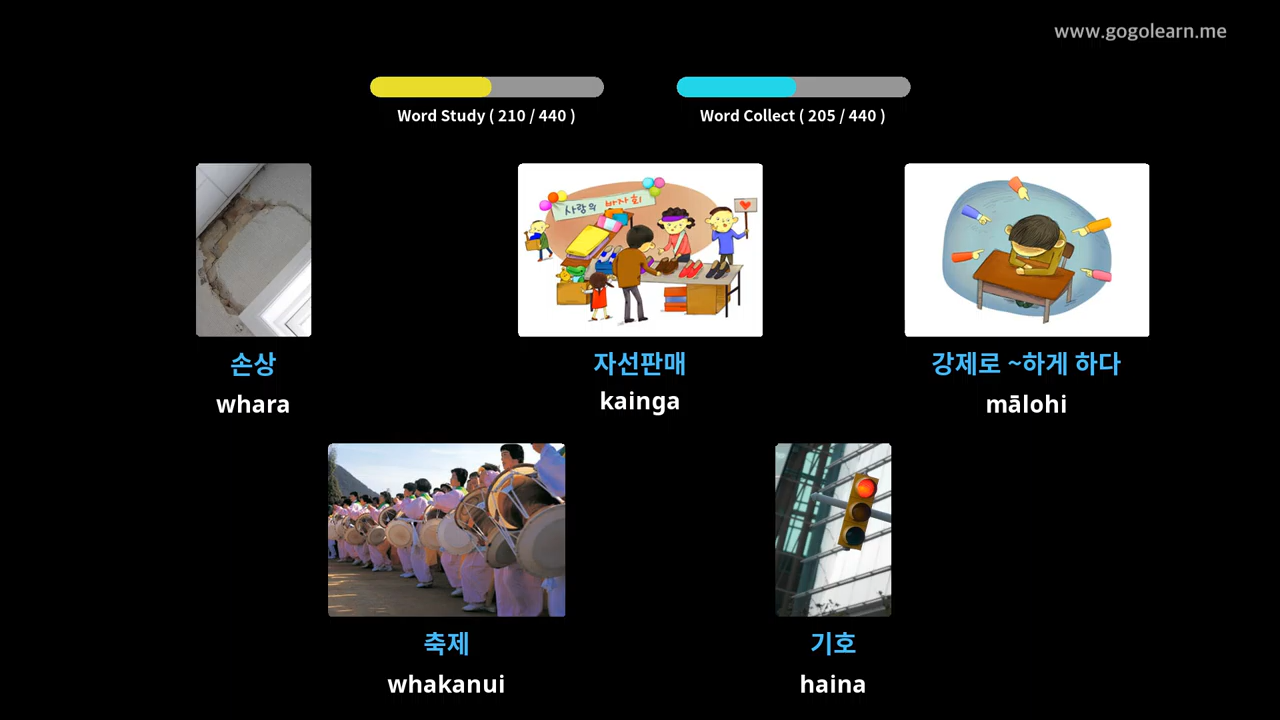 www.gogolearn.me
Word Study ( 210 / 440 )
Word Collect ( 205 / 440 )
사랑의 바자회
손상
whara
자선판매
kainga
강제로 ~하게 하다
mālohi
축제
whakanui
기호
haina